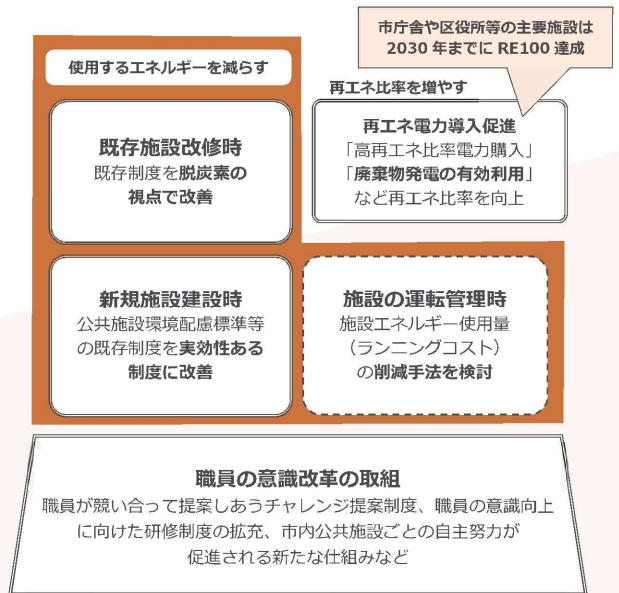 市庁舎や区役所等の主要施設は
2030 年までに RE100 達成
使用するエネルギーを減らす
再エネ比率を増やす
既存施設改修時
既存制度を脱炭素の
視点で改善
再エネ電力導入促進
「高再エネ比率電力購入」
「廃棄物発電の有効利用」
など再エネ比率を向上
新規施設建設時
公共施設環境配慮標準等
の既存制度を実効性ある
制度に改善
施設の運転管理時
施設エネルギー使用量
（ランニングコスト）
の削減手法を検討
職員の意識改革の取組
職員が競い合って提案しあうチャレンジ提案制度、職員の意識向上
に向けた研修制度の拡充、市内公共施設ごとの自主努力が
促進される新たな仕組みなど